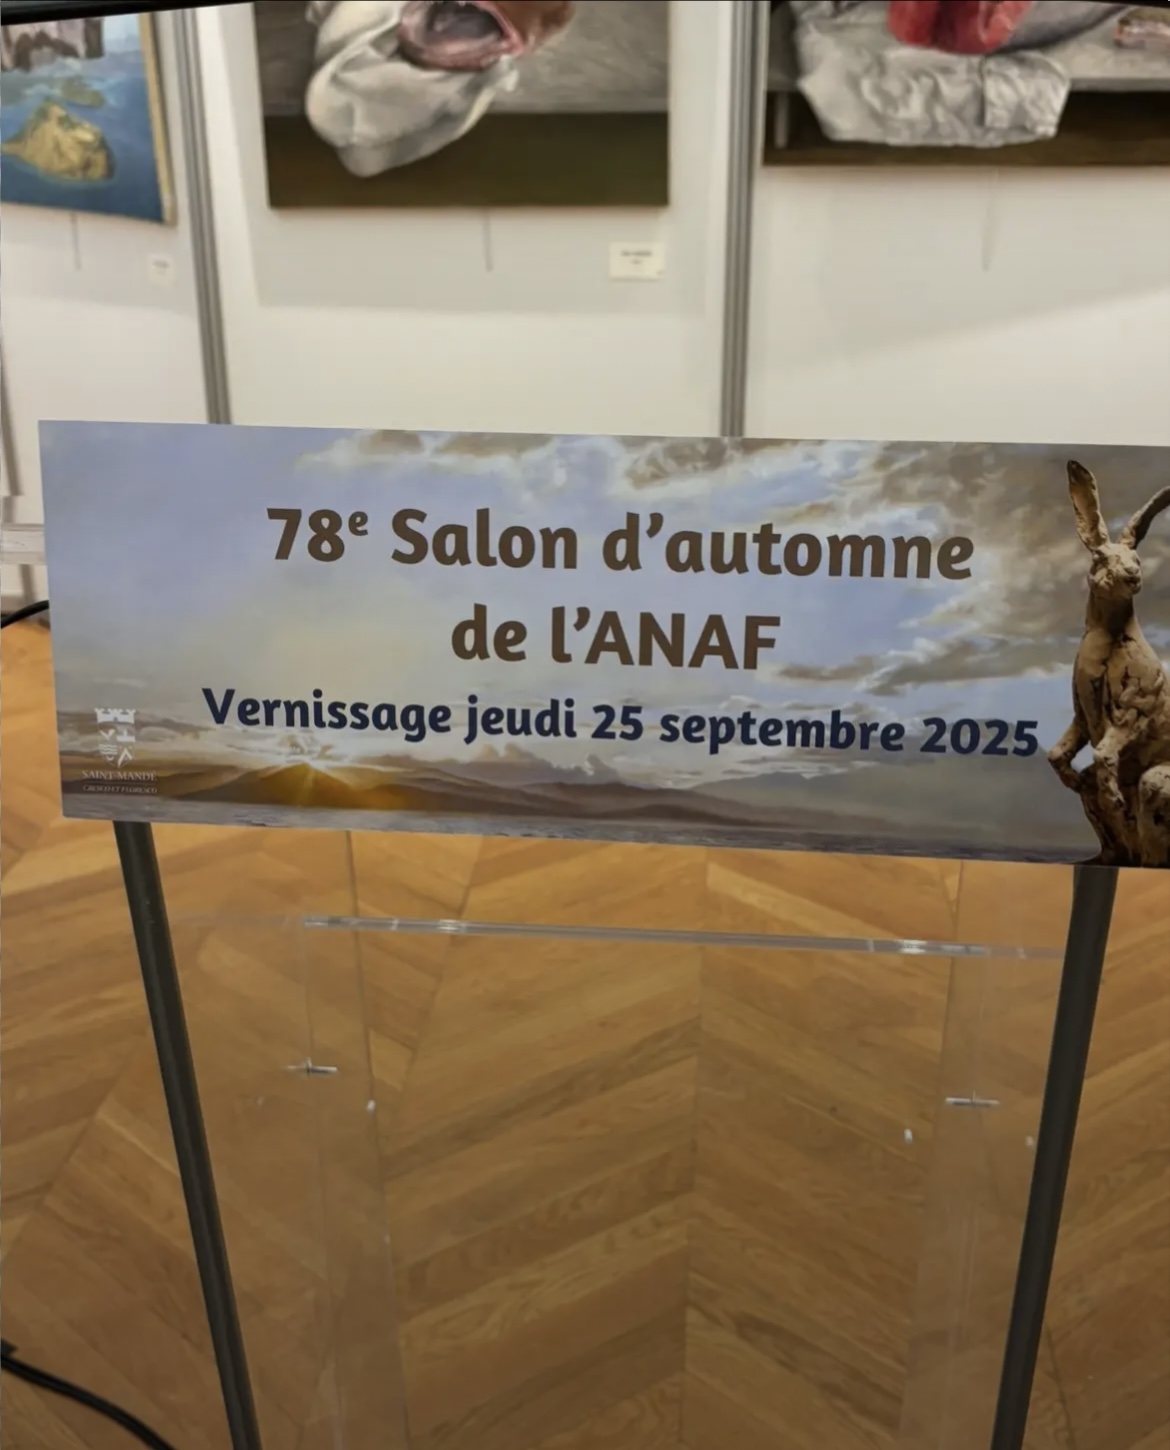 78e Salon d'automne
de l'ANAF
Vernissage jeudi 25 septembre 2025
SAINT-MANDÉ